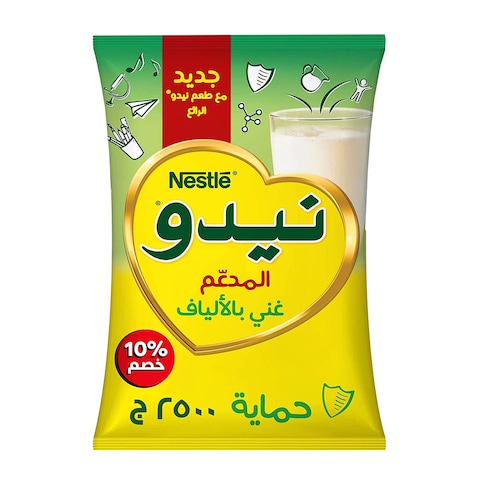 جديد
مع طعم نيدو®
الرائع
Nestlé®
نيدو®
المدعّم
غني بالألياف
10%
خصم
حماية ٢٥٠٠ ج